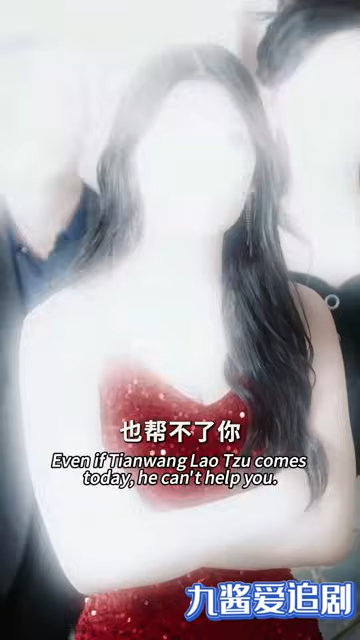 也帮不了你
Even if Tianwang Lao Tzu comes
today, he can't help you.
九酱爱追剧